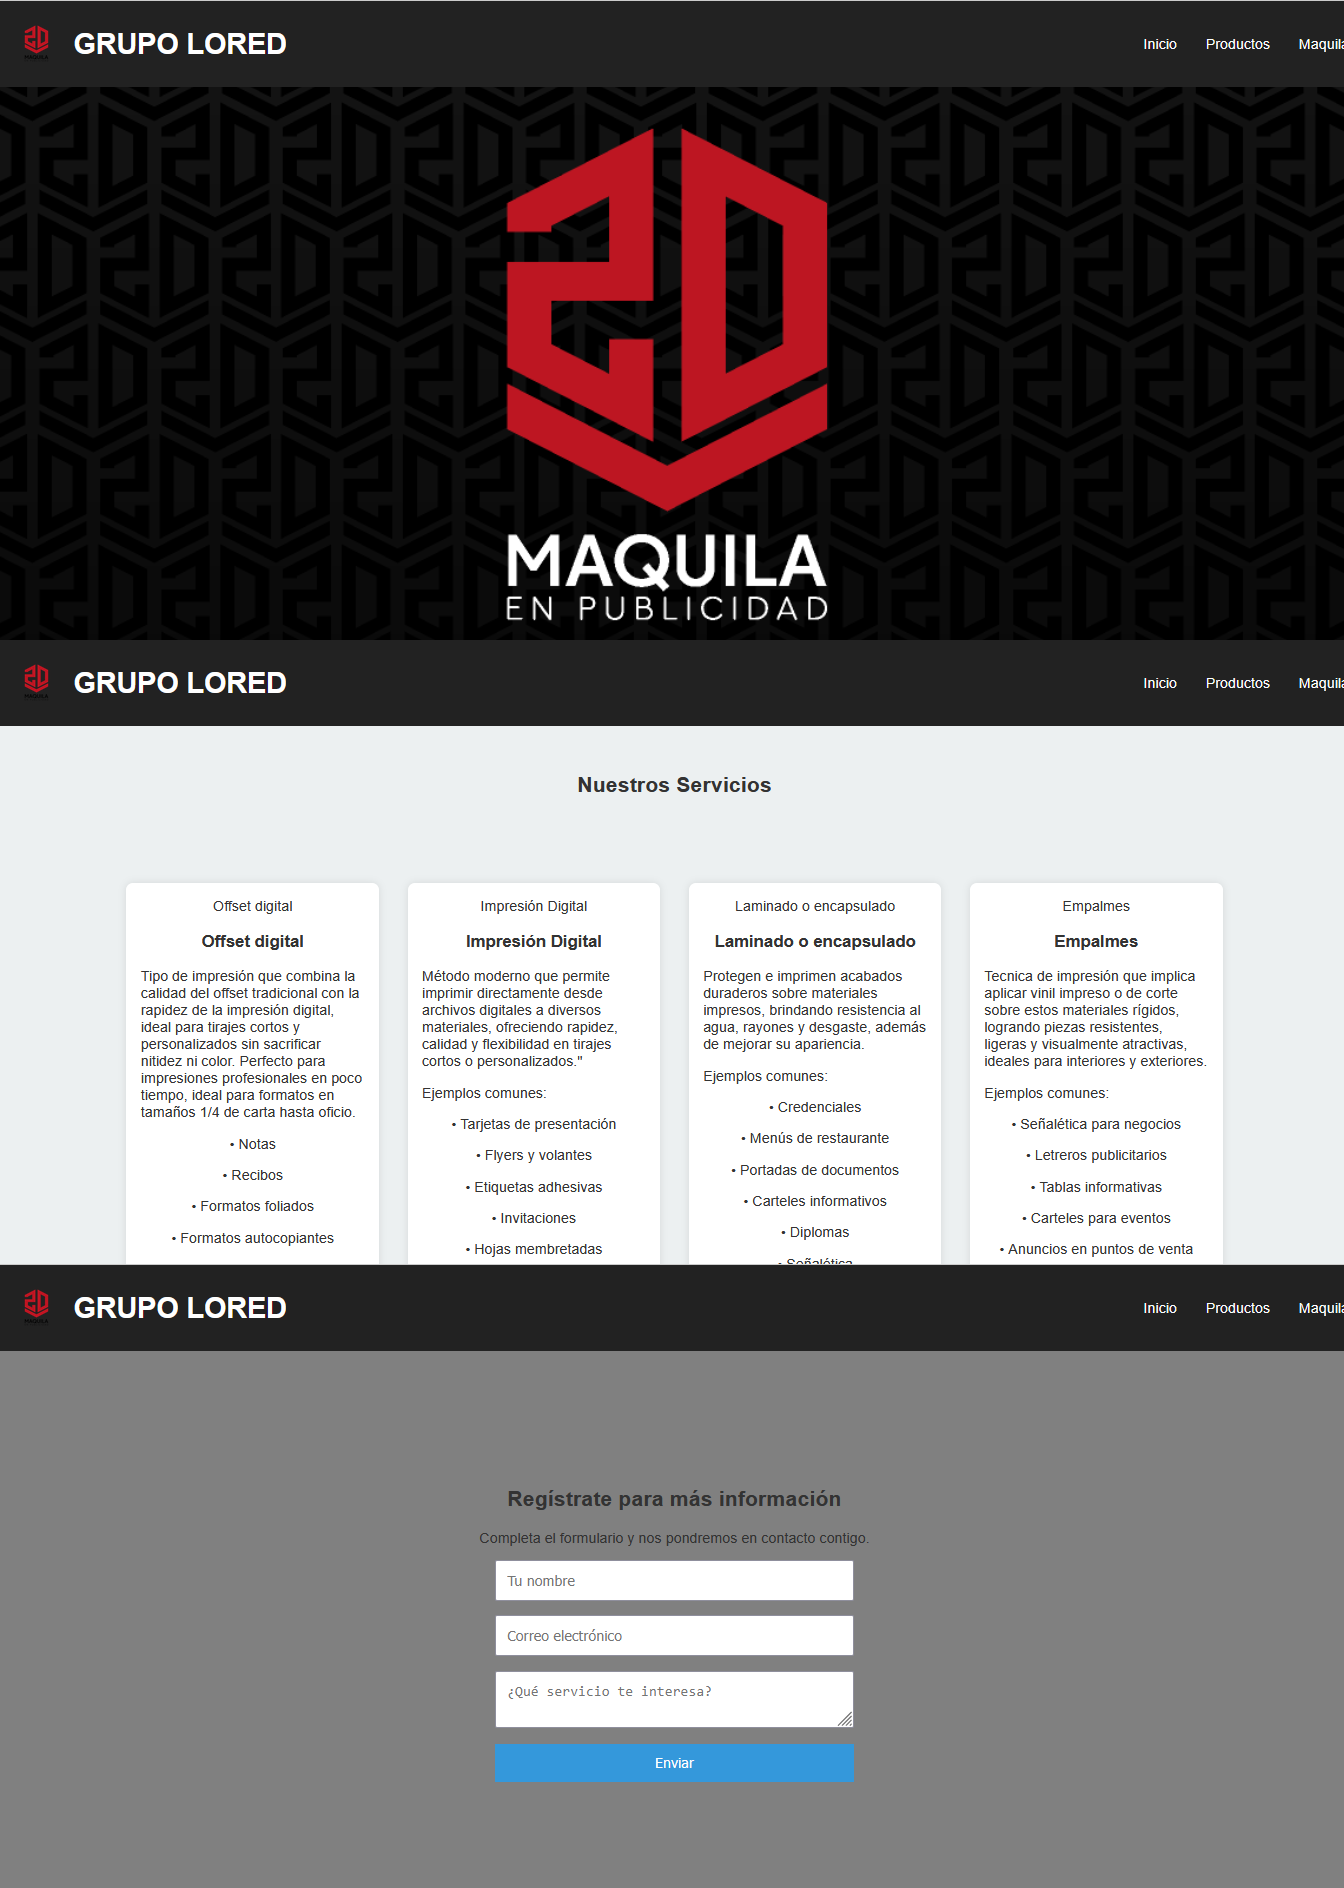 GRUPO LORED
Inicio Productos Maquila
MAQUILA
EN PUBLICIDAD
GRUPO LORED
Inicio Productos Maquila
Nuestros Servicios
Offset digital
Offset digital
Tipo de impresión que combina la
calidad del offset tradicional con la
rapidez de la impresión digital,
ideal para tirajes cortos y
personalizados sin sacrificar
nitidez ni color. Perfecto para
impresiones profesionales en poco
tiempo, ideal para formatos en
tamaños 1/4 de carta hasta oficio.
• Notas
• Recibos
• Formatos foliados
• Formatos autocopiantes
Impresión Digital
Impresión Digital
Método moderno que permite
imprimir directamente desde
archivos digitales a diversos
materiales, ofreciendo rapidez,
calidad y flexibilidad en tirajes
cortos o personalizados."
Ejemplos comunes:
• Tarjetas de presentación
• Flyers y volantes
• Etiquetas adhesivas
• Invitaciones
• Hojas membretadas
Laminado o encapsulado
Laminado o encapsulado
Protegen e imprimen acabados
duraderos sobre materiales
impresos, brindando resistencia al
agua, rayones y desgaste, además
de mejorar su apariencia.
Ejemplos comunes:
• Credenciales
• Menús de restaurante
• Portadas de documentos
• Carteles informativos
• Diplomas
• Señalética
Empalmes
Empalmes
Tecnica de impresión que implica
aplicar vinil impreso o de corte
sobre estos materiales rígidos,
logrando piezas resistentes,
ligeras y visualmente atractivas,
ideales para interiores y exteriores.
Ejemplos comunes:
• Señalética para negocios
• Letreros publicitarios
• Tablas informativas
• Carteles para eventos
• Anuncios en puntos de venta
GRUPO LORED
Inicio Productos Maquila
Regístrate para más información
Completa el formulario y nos pondremos en contacto contigo.
Tu nombre
Correo electrónico
¿Qué servicio te interesa?
Enviar